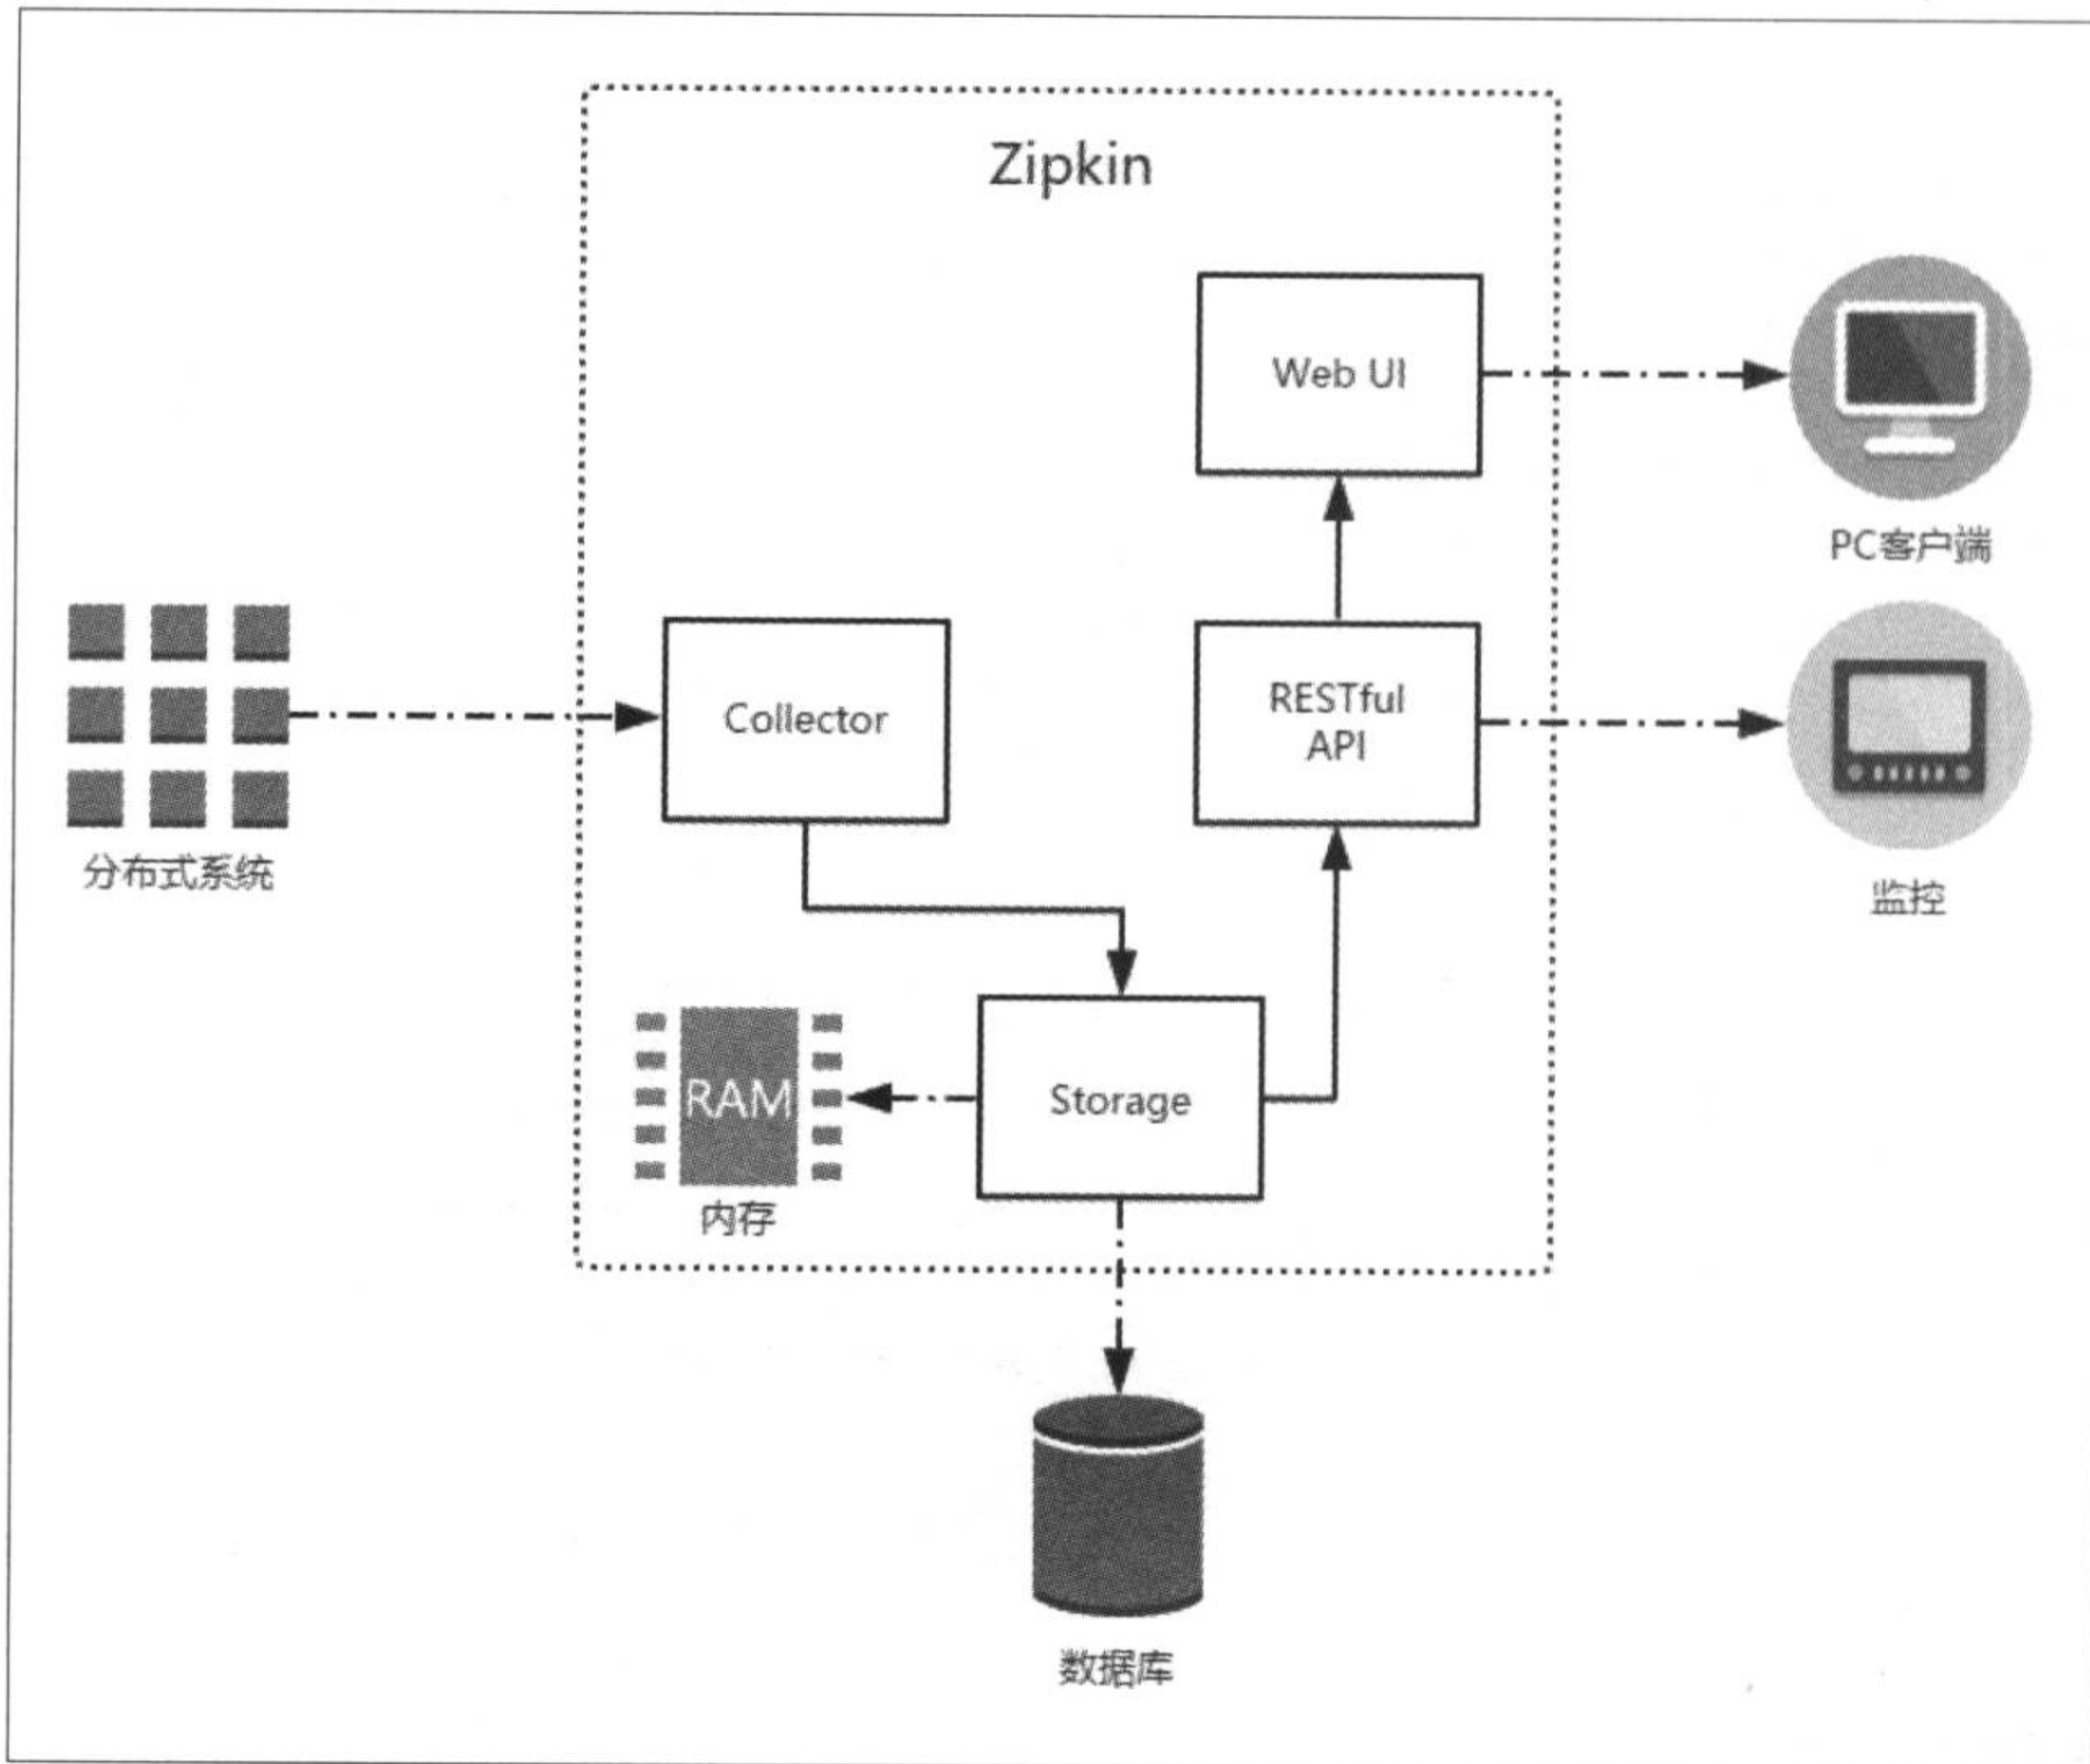 Zipkin
Web UI
PC客户端
Collector
RESTful
API
分布式系统
监控
RAM
Storage
内存
数据库